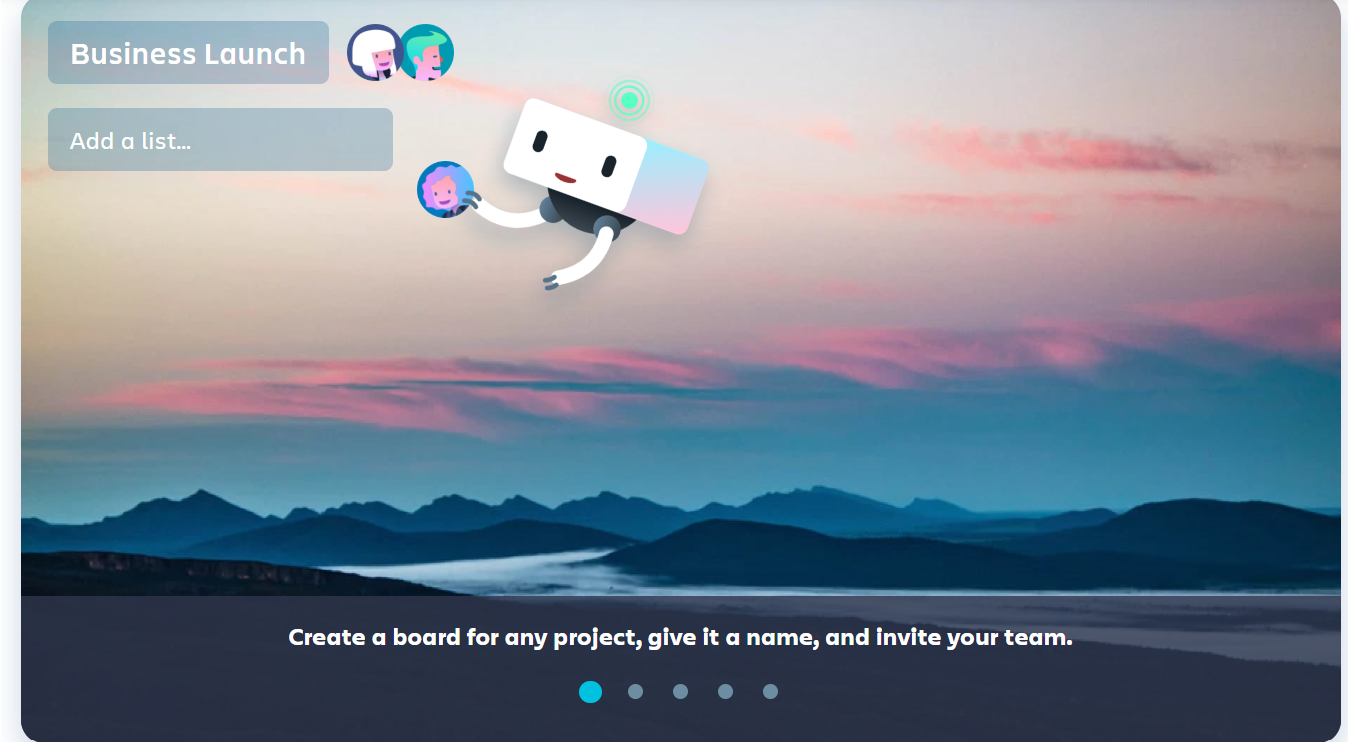 Business Launch
Add a list...
Create a board for any project, give it a name, and invite your team.